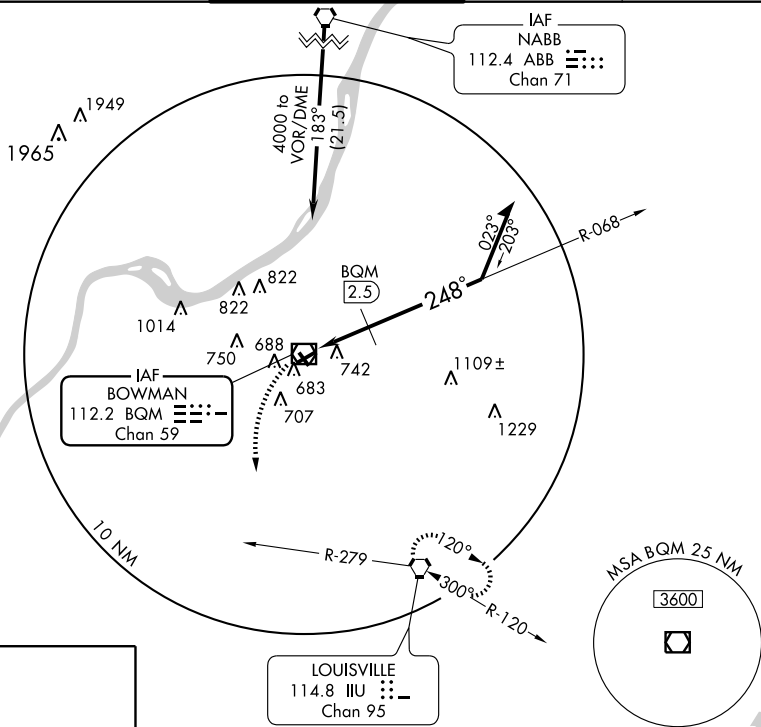 IAF
NABB
112.4 ABB
Chan 71
1949
1965
4000 to
VOR/DME
183°
(21.5)
023°
203°
R-068
BQM
2.5
248°
822
822
1014
750
688
742
683
707
1109±
1229
IAF
BOWMAN
112.2 BQM
Chan 59
10 NM
R-279
120°
300°
R-120
MSA BQM 25 NM
3600
LOUISVILLE
114.8 IIU
Chan 95